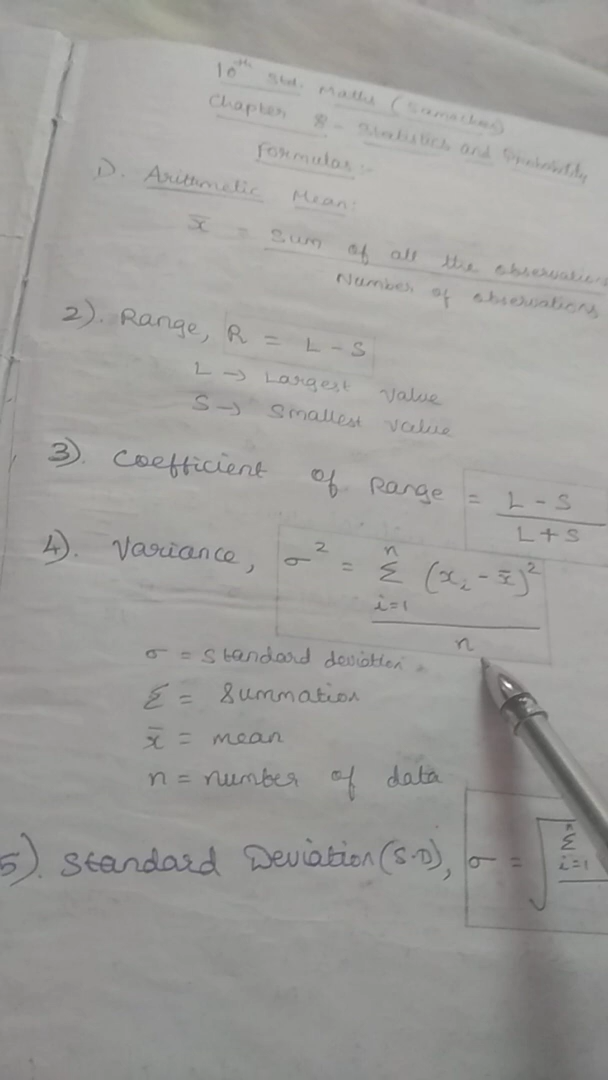 10th Std. Maths (Samacheer)
Chapter 8 - Statistics and Probability
Formulas:-
1). Arithmetic Mean:
x̄ = Sum of all the observations
Number of observations
2). Range, R = L - S
L → Largest value
S → Smallest value
3). Coefficient of Range = L - S
L + S
4). Variance, σ² = n Σ i=1 (xᵢ - x̄)²
n
σ = Standard deviation.
Σ = Summation
x̄ = mean
n = number of data
5). Standard Deviation (S.D), σ = √ n Σ i=1